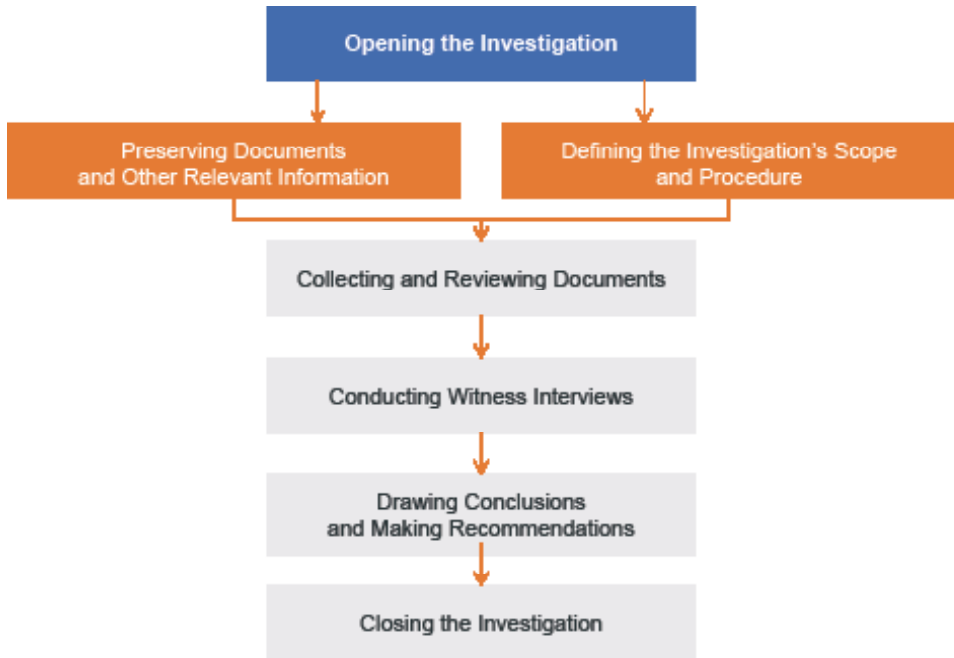 Opening the Investigation
Preserving Documents
and Other Relevant Information
Defining the Investigation's Scope
and Procedure
Collecting and Reviewing Documents
Conducting Witness Interviews
Drawing Conclusions
and Making Recommendations
Closing the Investigation